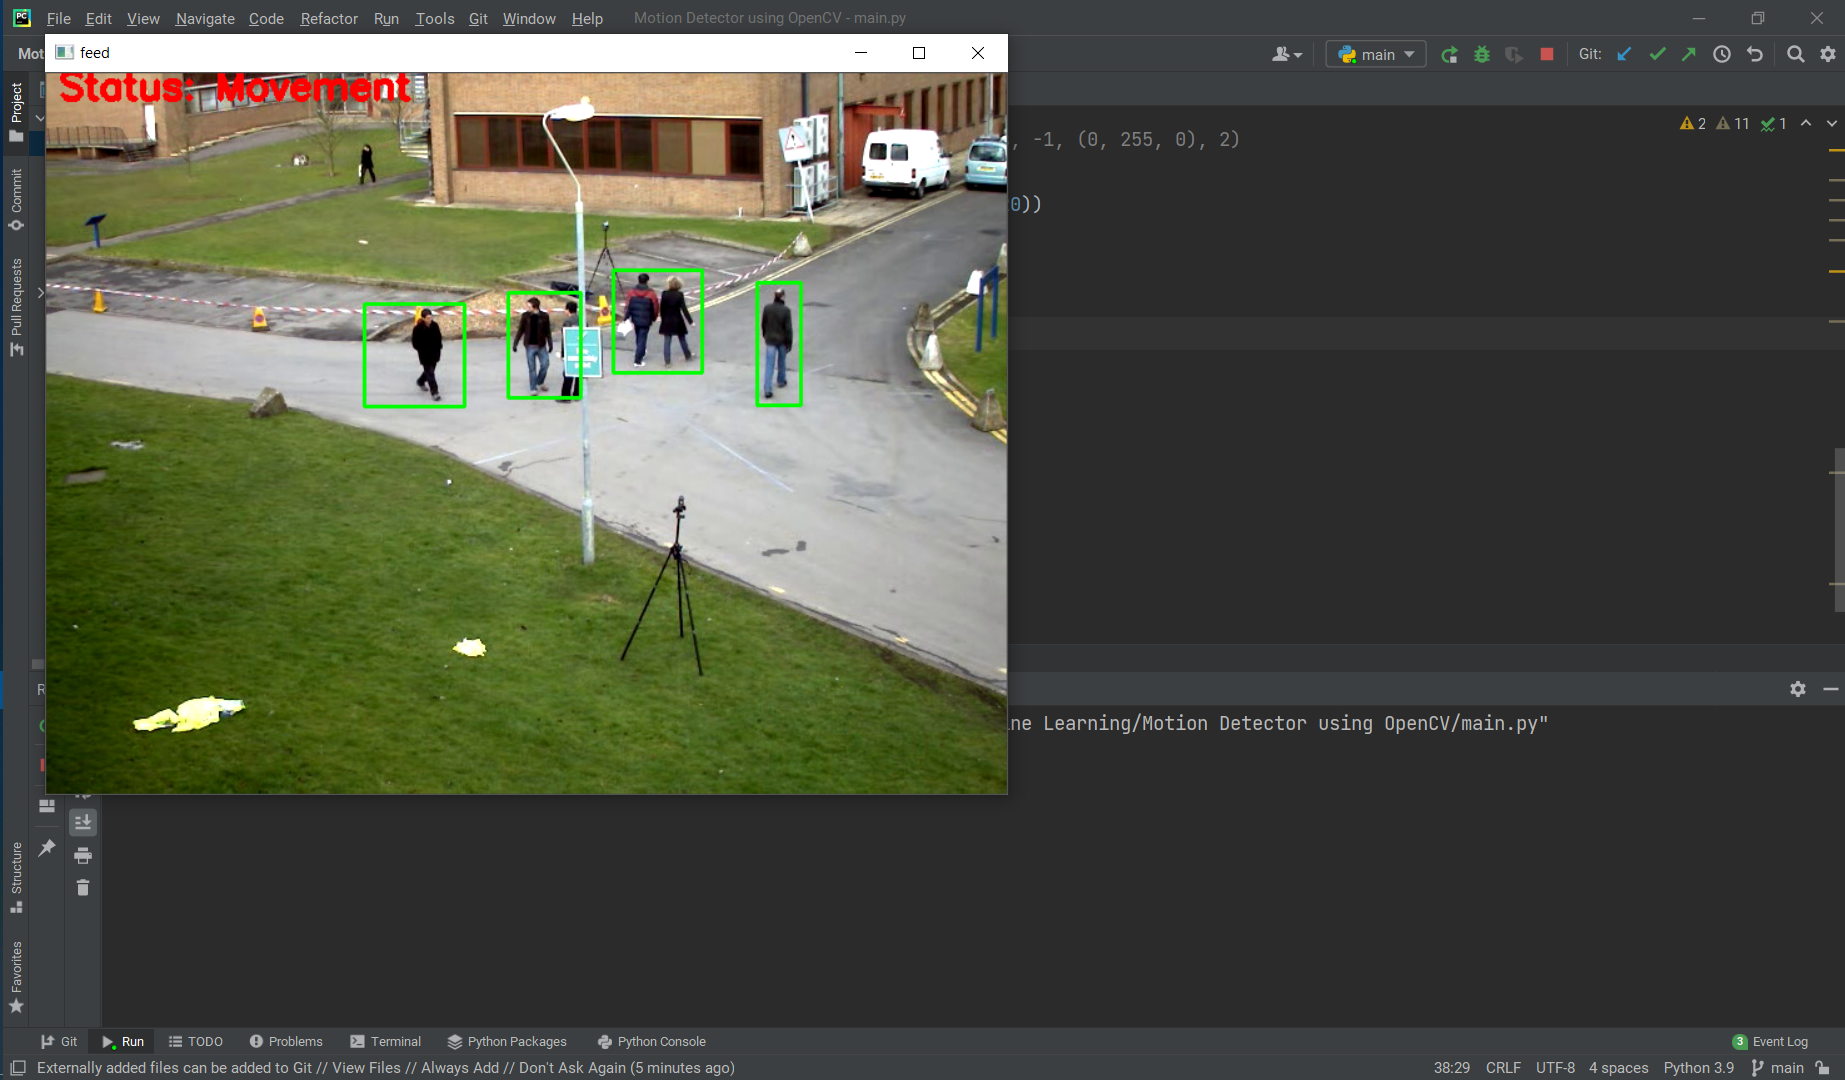 PC File Edit View Navigate Code Refactor Run Tools Git Window Help Motion Detector using OpenCV - main.py
Mot
feed
main
Git:
Status: Movement
2 11 1
, -1, (0, 255, 0), 2)
0))
Project
Commit
Pull Requests
R
ne Learning/Motion Detector using OpenCV/main.py"
Structure
Favorites
Git Run TODO Problems Terminal Python Packages Python Console 3 Event Log
Externally added files can be added to Git // View Files // Always Add // Don't Ask Again (5 minutes ago) 38:29 CRLF UTF-8 4 spaces Python 3.9 main